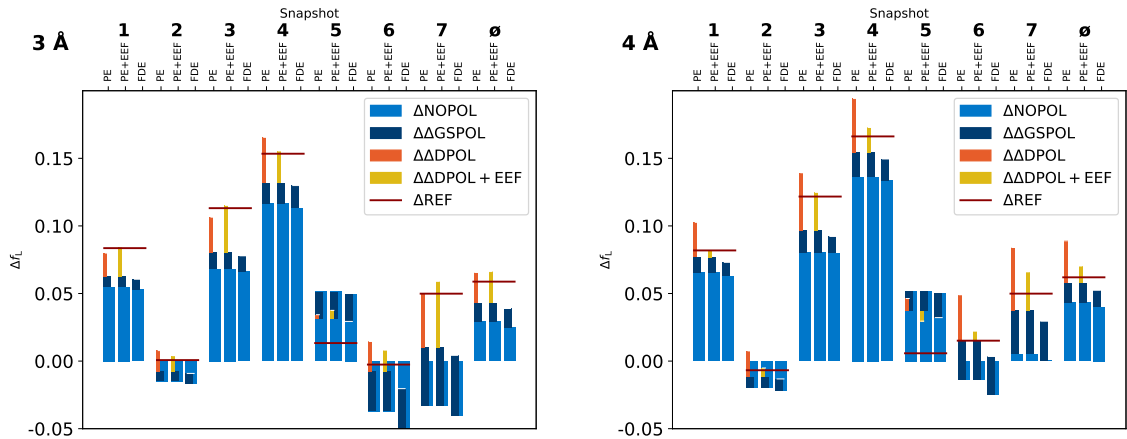 Snapshot
3 Å 1 2 3 4 5 6 7 ø
PE PE+EEF FDE PE PE+EEF FDE PE PE+EEF FDE PE PE+EEF FDE PE PE+EEF FDE PE PE+EEF FDE PE PE+EEF FDE PE PE+EEF FDE
ΔNOPOL
ΔΔGSPOL
ΔΔDPOL
ΔΔDPOL + EEF
ΔREF
0.15
0.10
0.05
0.00
-0.05
Δf_L
Snapshot
4 Å 1 2 3 4 5 6 7 ø
PE PE+EEF FDE PE PE+EEF FDE PE PE+EEF FDE PE PE+EEF FDE PE PE+EEF FDE PE PE+EEF FDE PE PE+EEF FDE PE PE+EEF FDE
ΔNOPOL
ΔΔGSPOL
ΔΔDPOL
ΔΔDPOL + EEF
ΔREF
0.15
0.10
0.05
0.00
-0.05
Δf_L